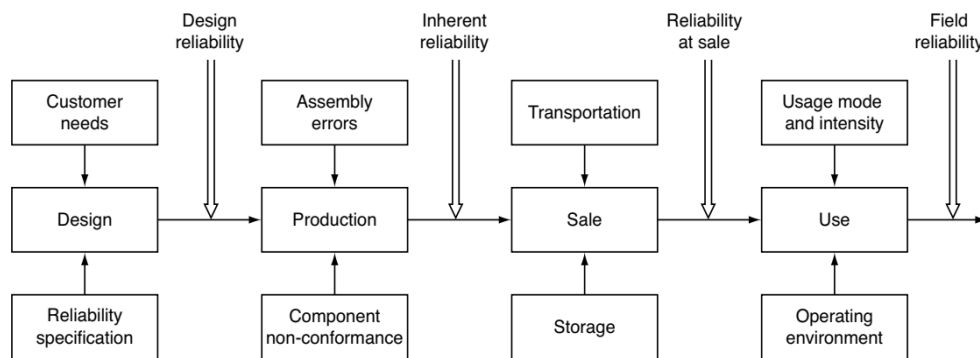 Design
reliability
Inherent
reliability
Reliability
at sale
Field
reliability
Customer
needs
Assembly
errors
Transportation
Usage mode
and intensity
Design
Production
Sale
Use
Reliability
specification
Component
non-conformance
Storage
Operating
environment